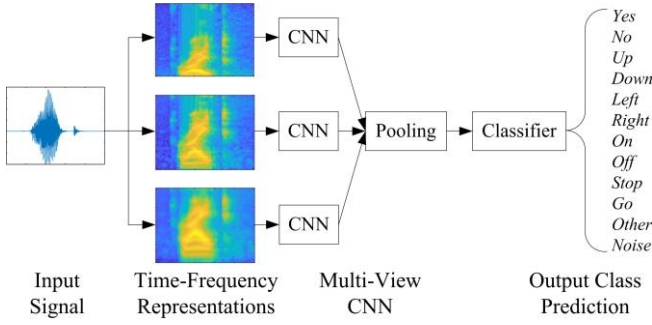 Yes
No
Up
Down
Left
Right
On
Off
Stop
Go
Other
Noise
CNN
CNN
CNN
Pooling
Classifier
Input
Signal
Time-Frequency
Representations
Multi-View
CNN
Output Class
Prediction